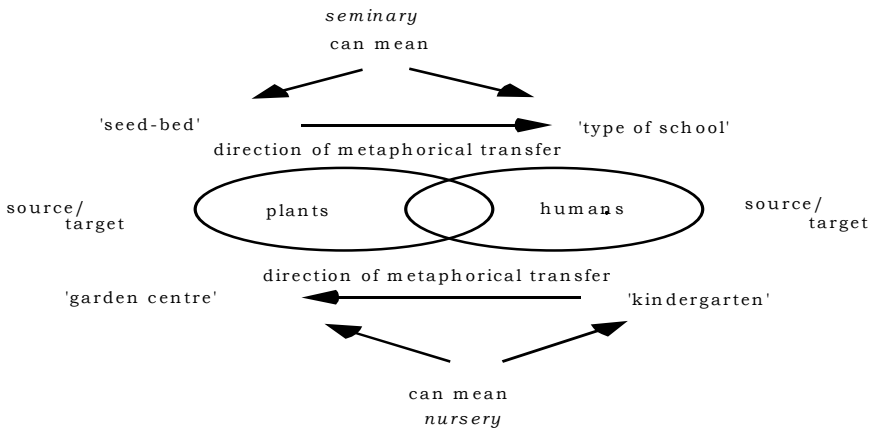 seminary
can mean
'seed-bed'
'type of school'
direction of metaphorical transfer
source/
target
plants
humans
source/
target
direction of metaphorical transfer
'garden centre'
'kindergarten'
can mean
nursery